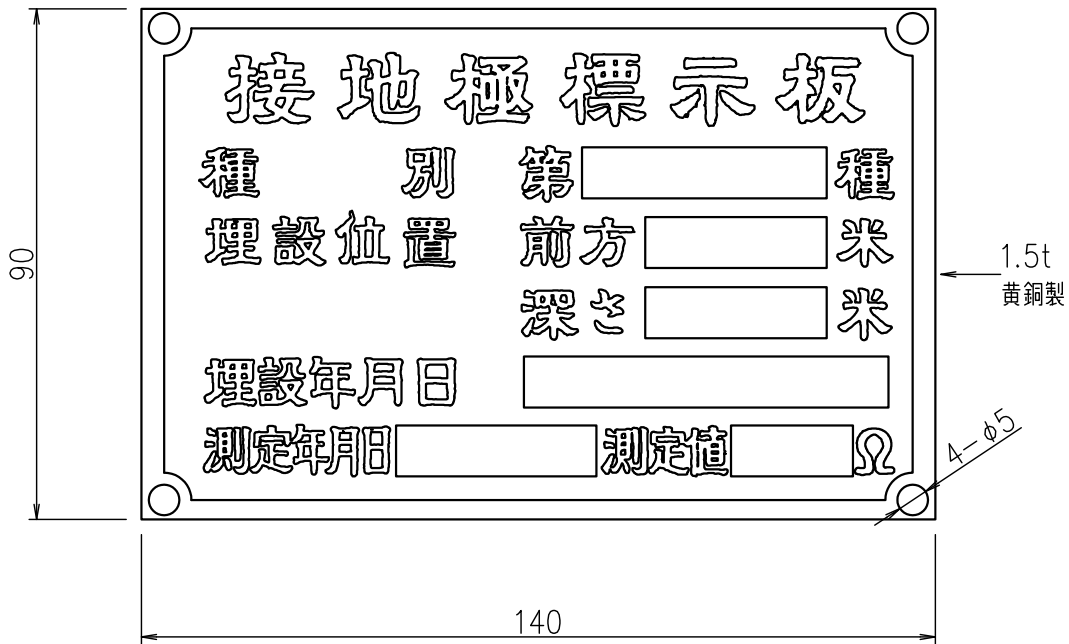 接地極標示板
種 別 第 種
埋設位置 前方 米
深さ 米
埋設年月日
測定年月日 測定値 Ω
90
1.5t
黄銅製
4-φ5
140